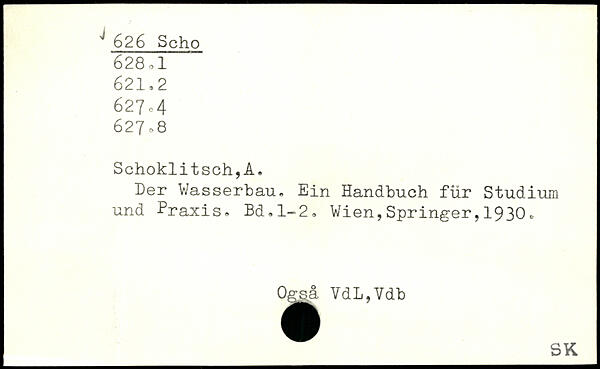 626 Scho
628.1
621.2
627.4
627.8
Schoklitsch,A.
Der Wasserbau. Ein Handbuch für Studium
und Praxis. Bd.1-2. Wien,Springer,1930.
Også VdL,Vdb
SK